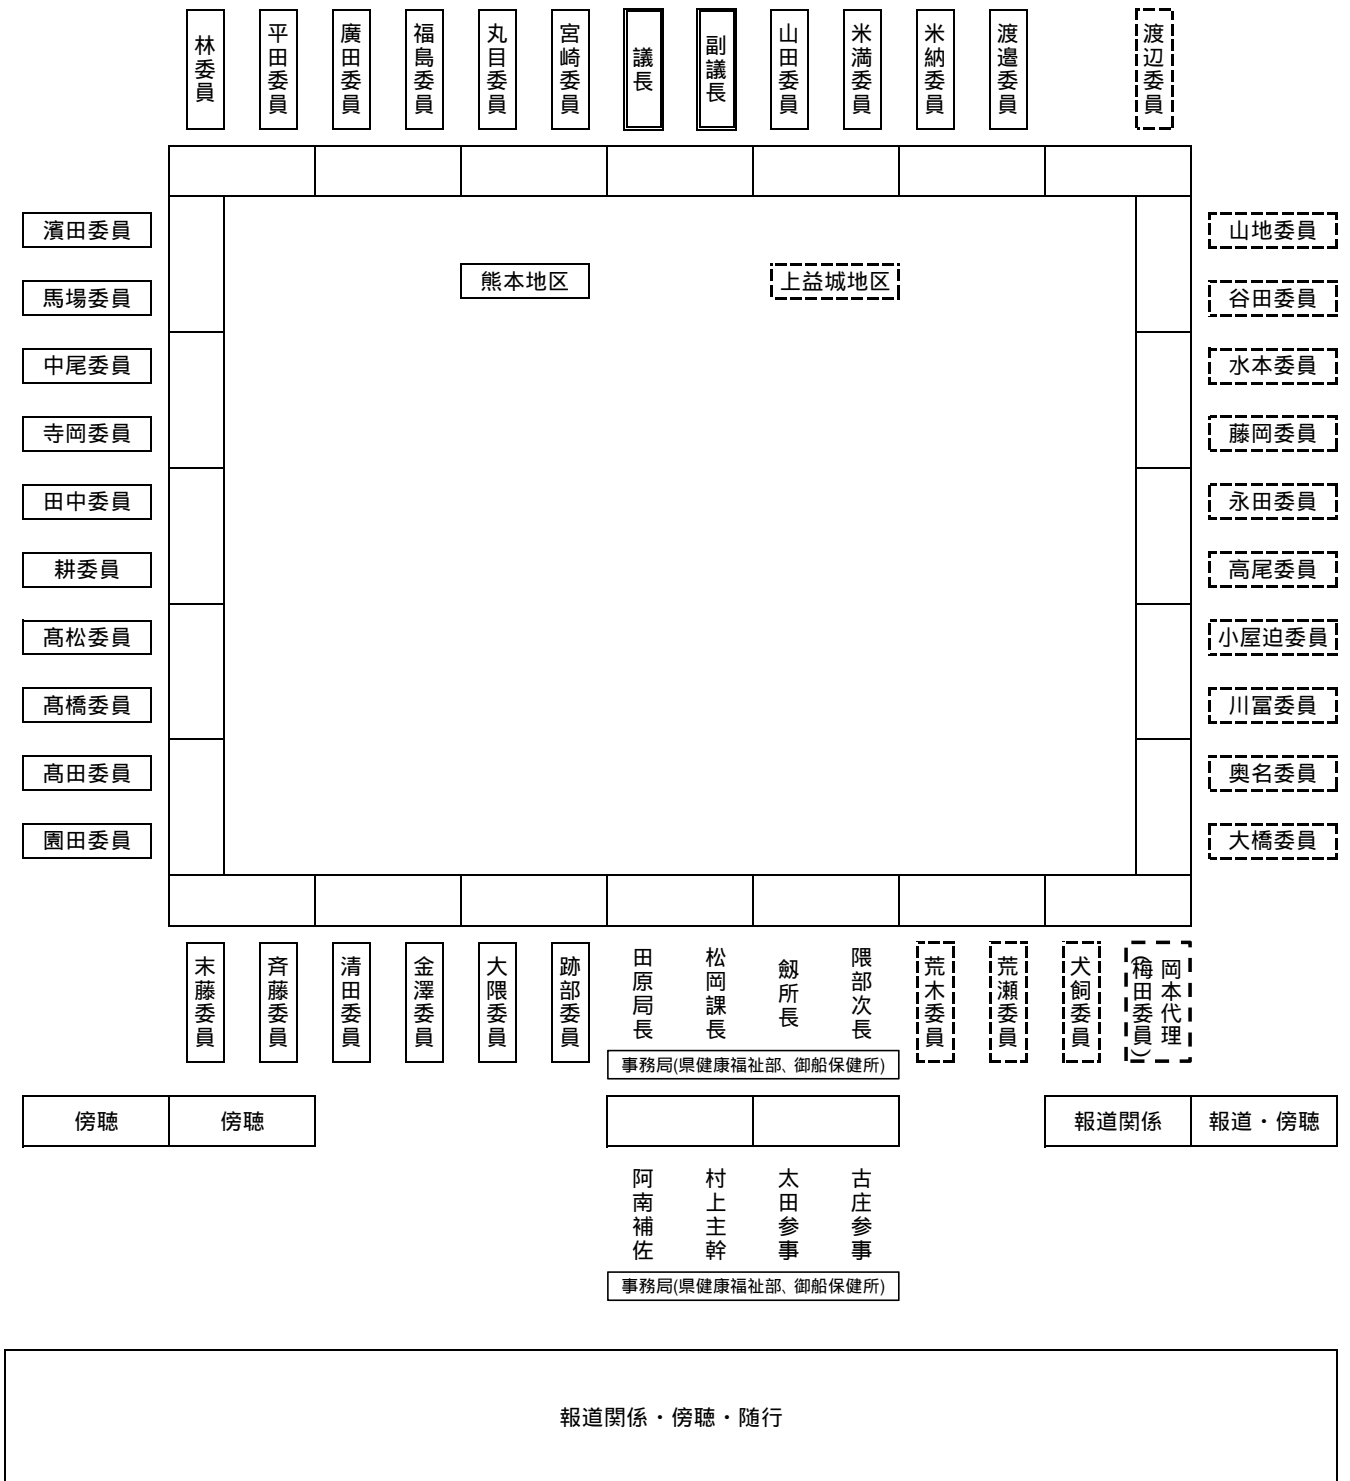 林委員
平田委員
廣田委員
福島委員
丸目委員
宮崎委員
議長
副議長
山田委員
米満委員
米納委員
渡邉委員
渡辺委員
濱田委員
馬場委員
中尾委員
寺岡委員
田中委員
耕委員
髙松委員
髙橋委員
髙田委員
園田委員
熊本地区
上益城地区
山地委員
谷田委員
水本委員
藤岡委員
永田委員
高尾委員
小屋迫委員
川冨委員
奥名委員
大橋委員
末藤委員
斉藤委員
清田委員
金澤委員
大隈委員
跡部委員
田原局長
松岡課長
劔所長
隈部次長
事務局(県健康福祉部、御船保健所)
荒木委員
荒瀬委員
犬飼委員
岡本代理
(梅田委員)
傍聴
傍聴
報道関係
報道・傍聴
阿南補佐
村上主幹
太田参事
古庄参事
事務局(県健康福祉部、御船保健所)
報道関係・傍聴・随行